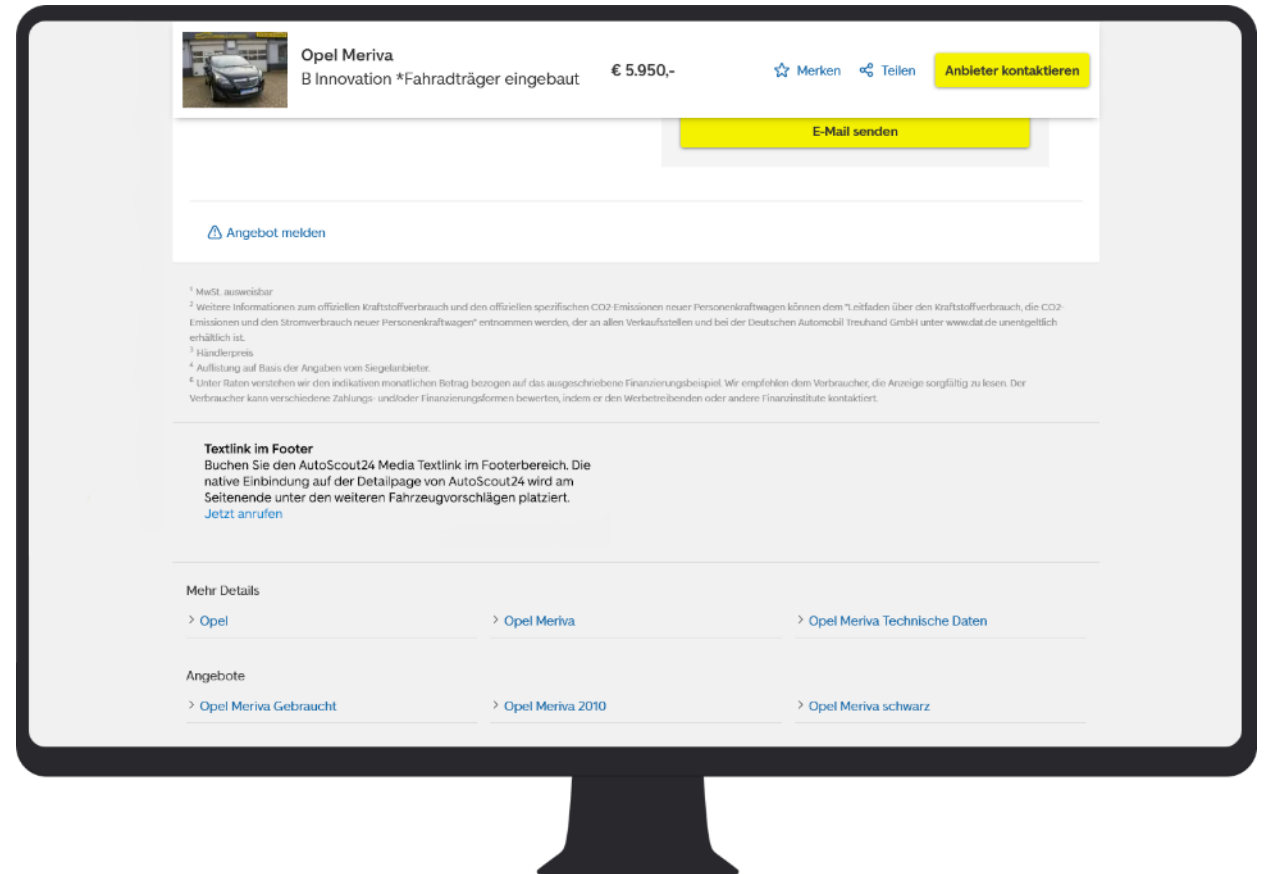 Opel Meriva
B Innovation *Fahradträger eingebaut
€ 5.950,-
Merken
Teilen
Anbieter kontaktieren
E-Mail senden
Angebot melden
1 MwSt. ausweisbar
2 Weitere Informationen zum offiziellen Kraftstoffverbrauch und den offiziellen spezifischen CO2-Emissionen neuer Personenkraftwagen können dem "Leitfaden über den Kraftstoffverbrauch, die CO2-
Emissionen und den Stromverbrauch neuer Personenkraftwagen" entnommen werden, der an allen Verkaufsstellen und bei der Deutschen Automobil Treuhand GmbH unter www.dat.de unentgeltlich
erhältlich ist.
3 Händlerpreis
4 Auflistung auf Basis der Angaben vom Siegelanbieter.
6 Unter Raten verstehen wir den indikativen monatlichen Betrag bezogen auf das ausgeschriebene Finanzierungsbeispiel. Wir empfehlen dem Verbraucher, die Anzeige sorgfältig zu lesen. Der
Verbraucher kann verschiedene Zahlungs- und/oder Finanzierungsformen bewerten, indem er den Werbetreibenden oder andere Finanzinstitute kontaktiert.
Textlink im Footer
Buchen Sie den AutoScout24 Media Textlink im Footerbereich. Die
native Einbindung auf der Detailpage von AutoScout24 wird am
Seitenende unter den weiteren Fahrzeugvorschlägen platziert.
Jetzt anrufen
Mehr Details
Opel
Opel Meriva
Opel Meriva Technische Daten
Angebote
Opel Meriva Gebraucht
Opel Meriva 2010
Opel Meriva schwarz